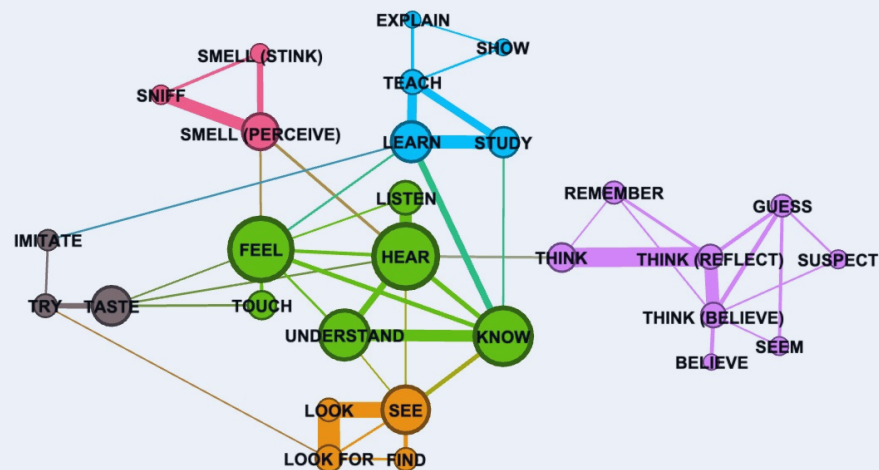 EXPLAIN
SHOW
SMELL (STINK)
TEACH
SNIFF
SMELL (PERCEIVE)
LEARN
STUDY
REMEMBER
LISTEN
GUESS
IMITATE
FEEL
HEAR
THINK
THINK (REFLECT)
SUSPECT
TRY
TASTE
TOUCH
THINK (BELIEVE)
UNDERSTAND
KNOW
SEEM
BELIEVE
LOOK
SEE
LOOK FOR
FIND